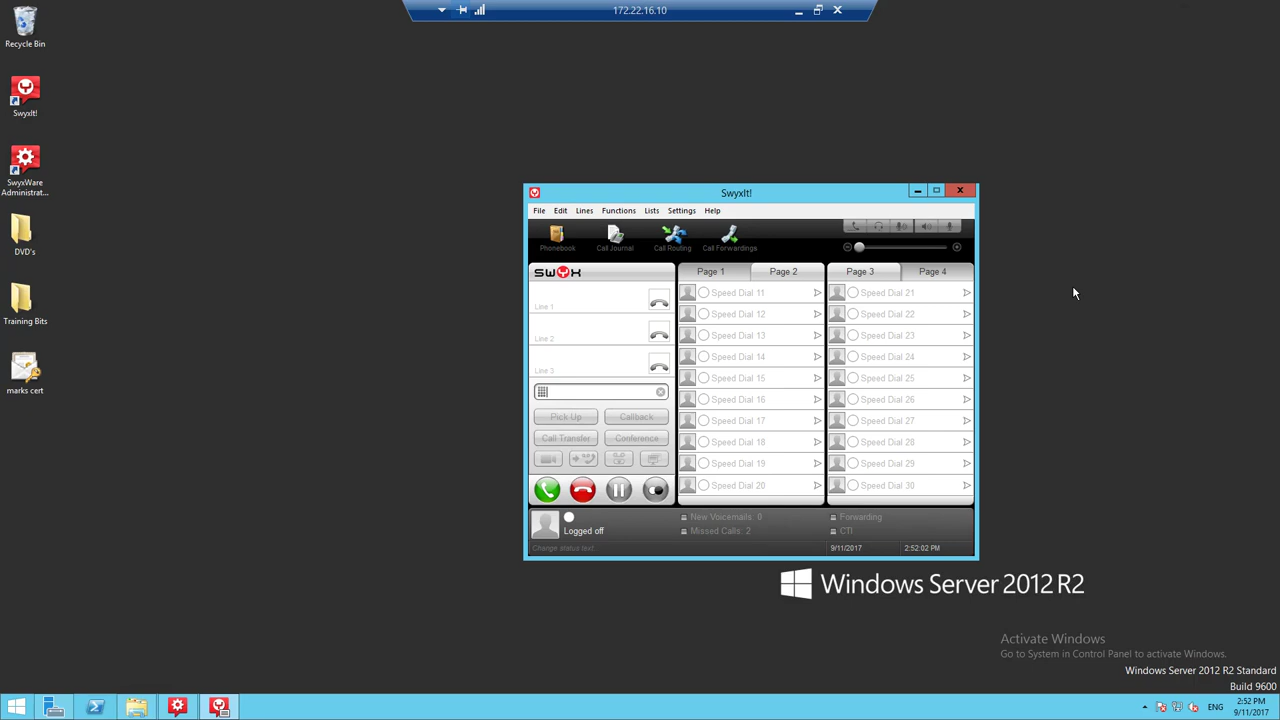 172.22.16.10
Recycle Bin
SwyxIt!
SwyxWare
Administrat...
DVD's
Training Bits
marks cert
SwyxIt!
File Edit Lines Functions Lists Settings Help
Phonebook Call Journal Call Routing Call Forwardings
swyx
Page 1 Page 2 Page 3 Page 4
Line 1
Line 2
Line 3
Speed Dial 11 Speed Dial 21
Speed Dial 12 Speed Dial 22
Speed Dial 13 Speed Dial 23
Speed Dial 14 Speed Dial 24
Speed Dial 15 Speed Dial 25
Speed Dial 16 Speed Dial 26
Speed Dial 17 Speed Dial 27
Speed Dial 18 Speed Dial 28
Speed Dial 19 Speed Dial 29
Speed Dial 20 Speed Dial 30
Pick Up Callback
Call Transfer Conference
Logged off
New Voicemails: 0 Forwarding
Missed Calls: 2 CTI
Change status text 9/11/2017 2:52:02 PM
Windows Server 2012 R2
Activate Windows
Go to System in Control Panel to activate Windows.
Windows Server 2012 R2 Standard
Build 9600
ENG
2:52 PM
9/11/2017